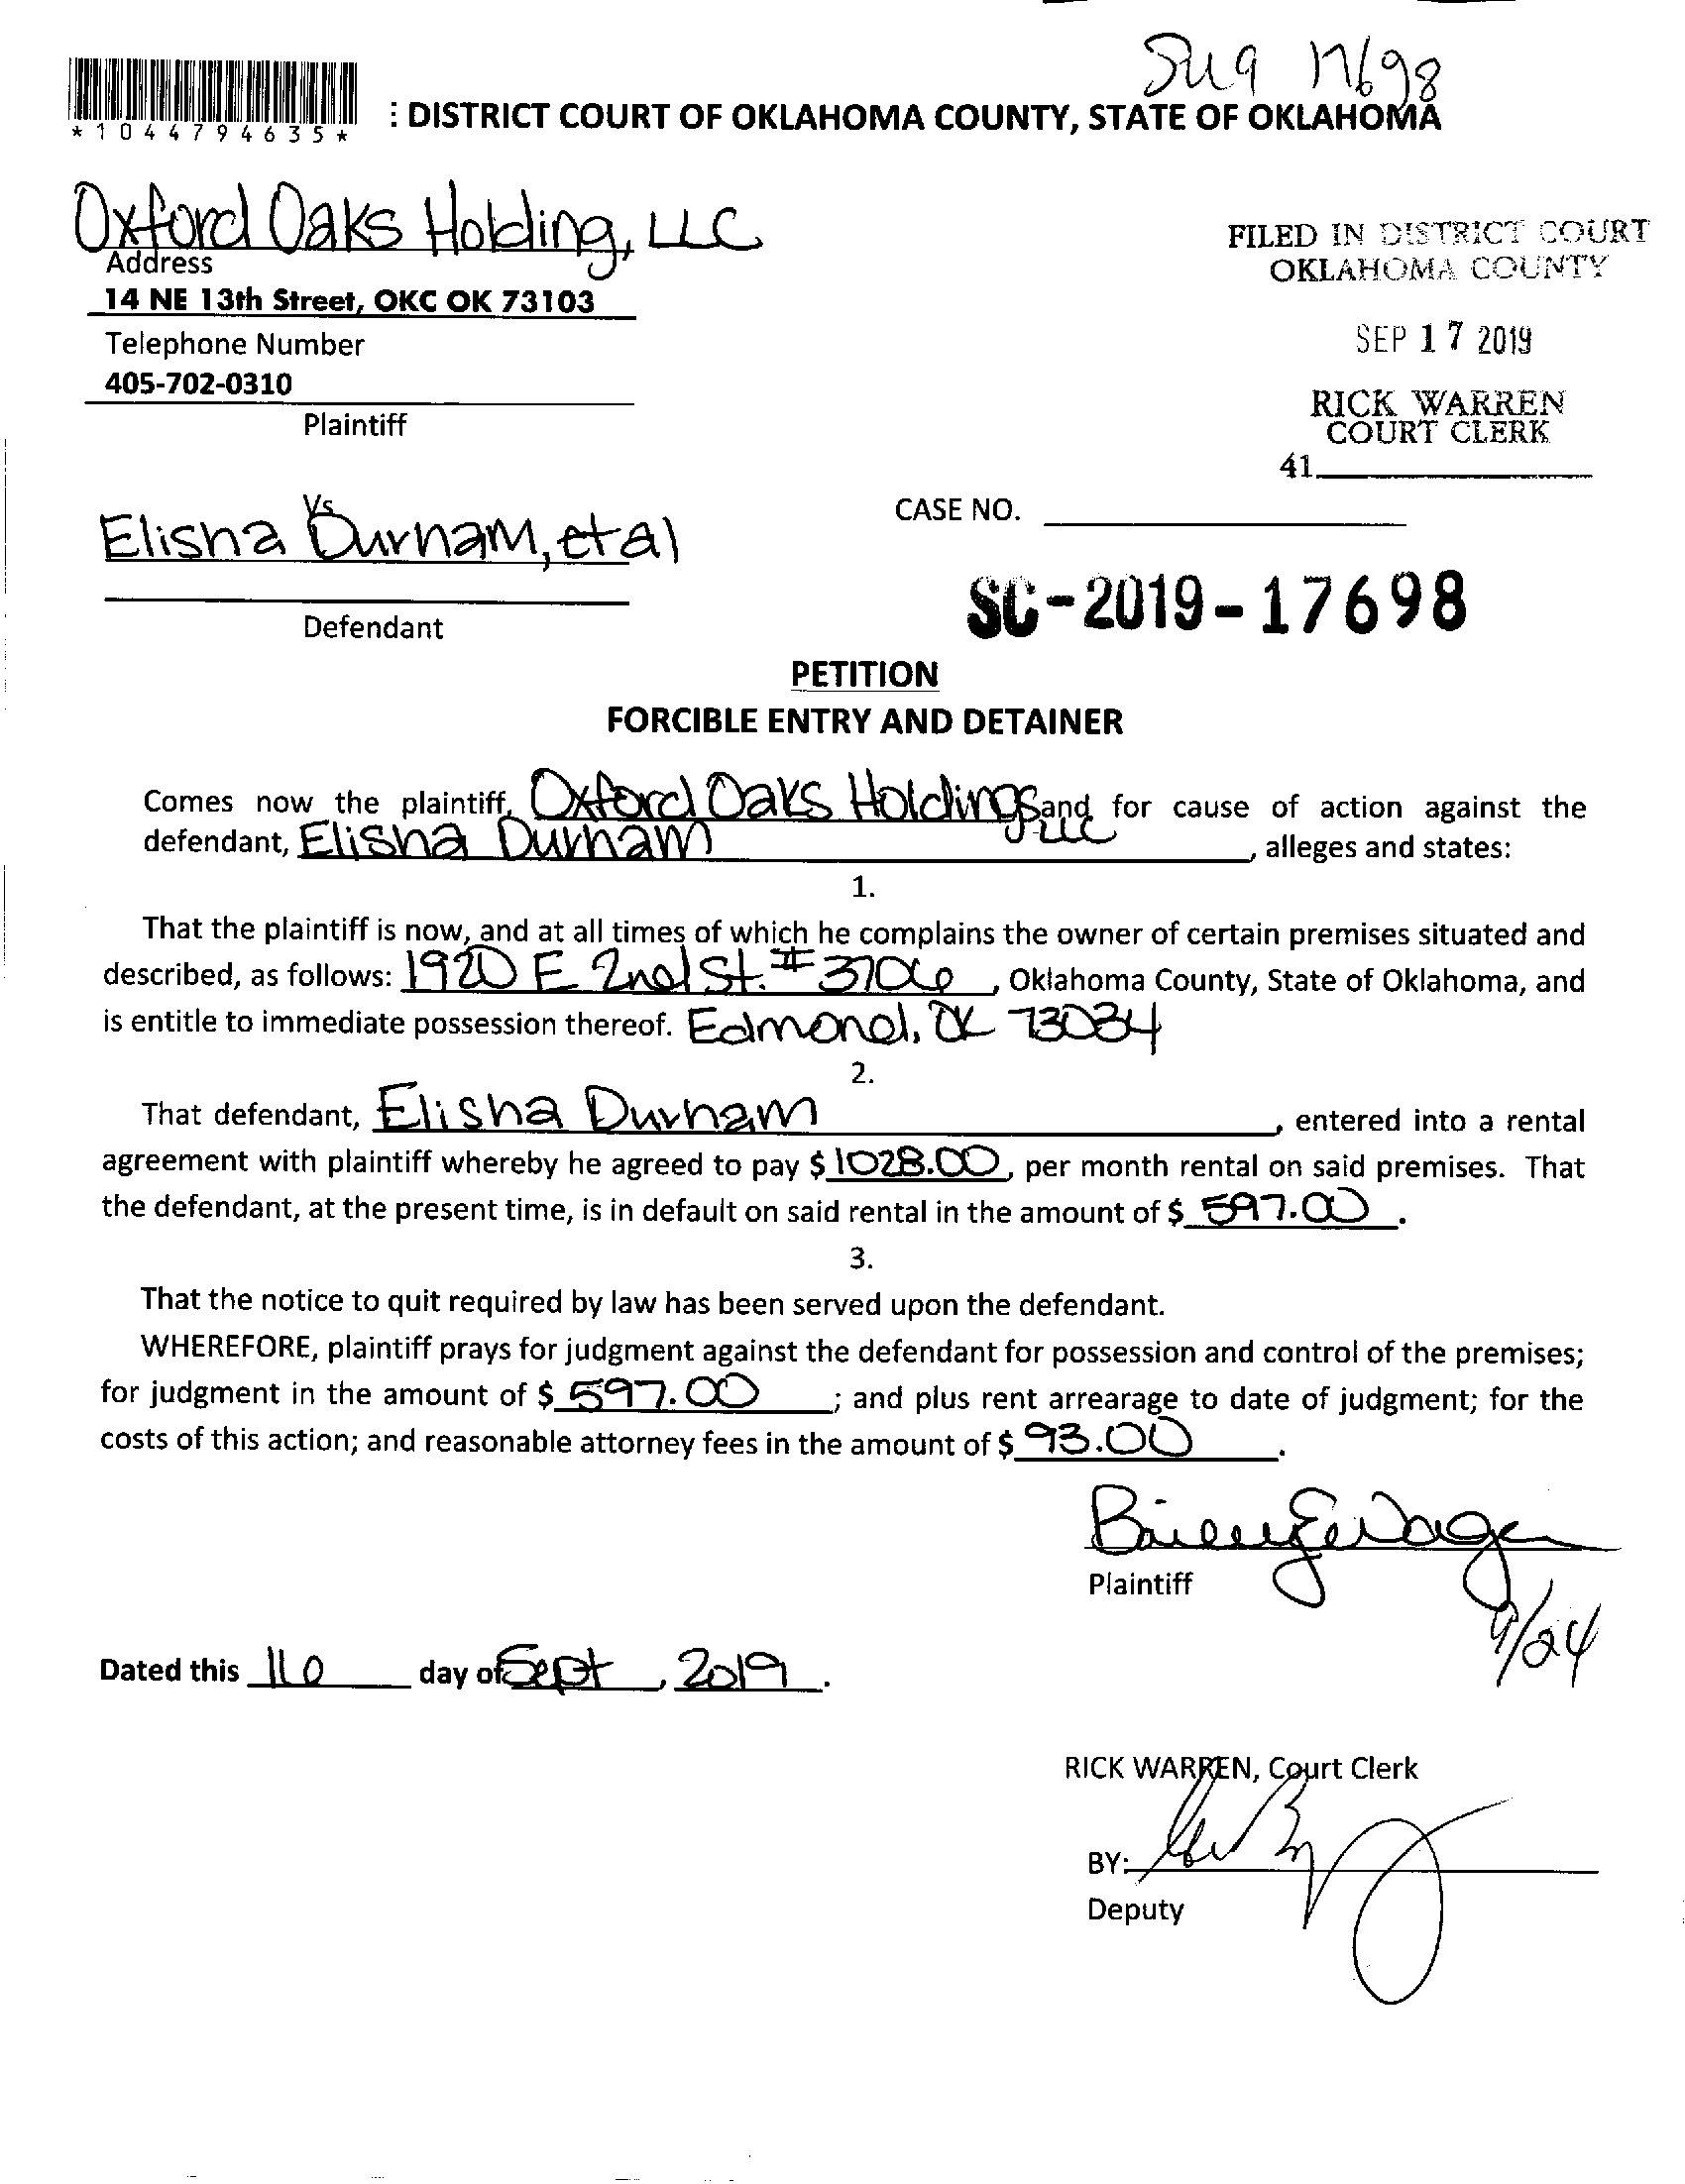 *1044794635*
: DISTRICT COURT OF OKLAHOMA COUNTY, STATE OF OKLAHOMA
17698
Oxford Oaks Holding, LLC
Address
14 NE 13th Street, OKC OK 73103
Telephone Number
405-702-0310
Plaintiff
FILED IN DISTRICT COURT
OKLAHOMA COUNTY
SEP 17 2019
RICK WARREN
COURT CLERK
41
Vs
Elisha Durham, et al
Defendant
CASE NO.
SC-2019-17698
PETITION
FORCIBLE ENTRY AND DETAINER
Comes now the plaintiff, Oxford Oaks Holdings LLC and for cause of action against the
defendant, Elisha Durham, alleges and states:
1.
That the plaintiff is now, and at all times of which he complains the owner of certain premises situated and
described, as follows: 1920 E 2nd St. #3706, Oklahoma County, State of Oklahoma, and
is entitle to immediate possession thereof. Edmond, OK 73034
2.
That defendant, Elisha Durham, entered into a rental
agreement with plaintiff whereby he agreed to pay $ 1028.00, per month rental on said premises. That
the defendant, at the present time, is in default on said rental in the amount of $ 597.00.
3.
That the notice to quit required by law has been served upon the defendant.
WHEREFORE, plaintiff prays for judgment against the defendant for possession and control of the premises;
for judgment in the amount of $ 597.00; and plus rent arrearage to date of judgment; for the
costs of this action; and reasonable attorney fees in the amount of $ 93.00.
Plaintiff
9/24
Dated this 16 day of Sept, 2019.
RICK WARREN, Court Clerk
BY:
Deputy